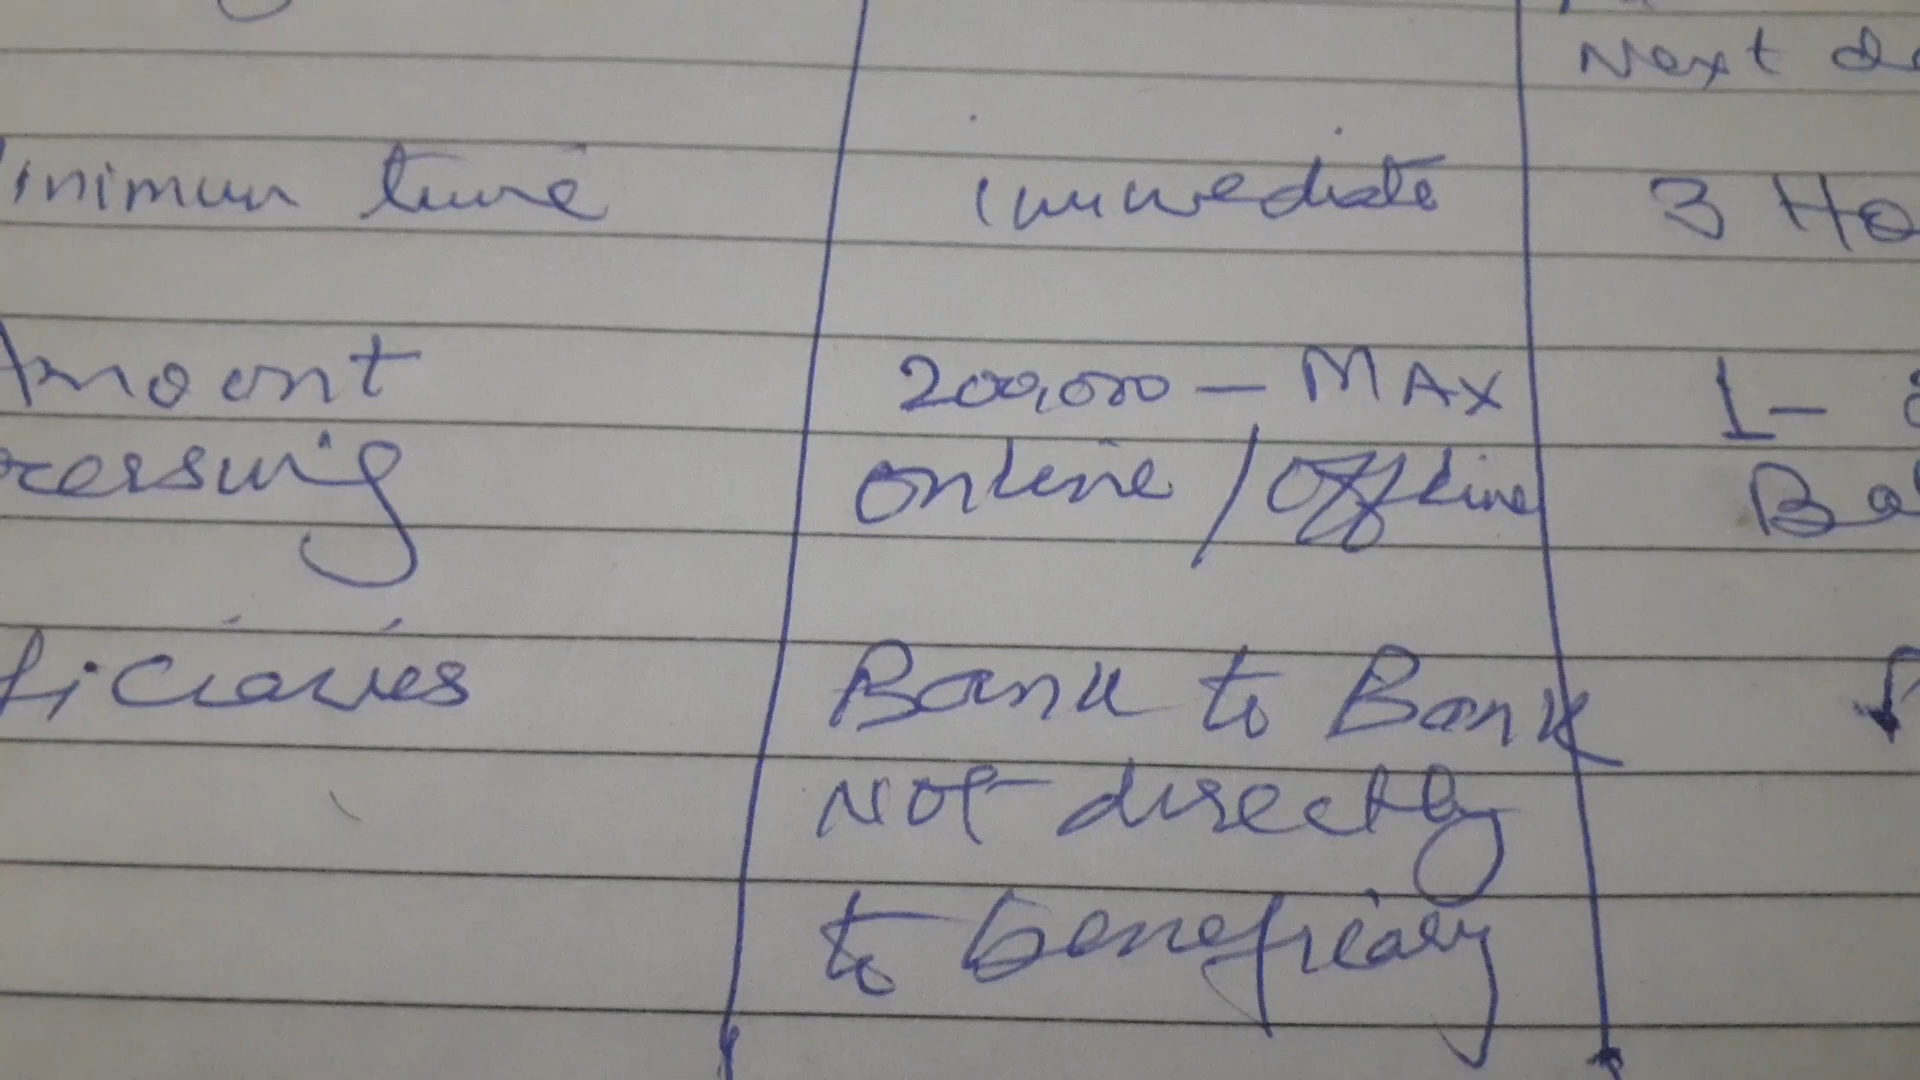 Next
inimum time immediate 3 Ho
Amount 200,000 - MAX 1 -
cessing online / offline Ba
ficiaries Bank to Bank
Not directly
to beneficiary